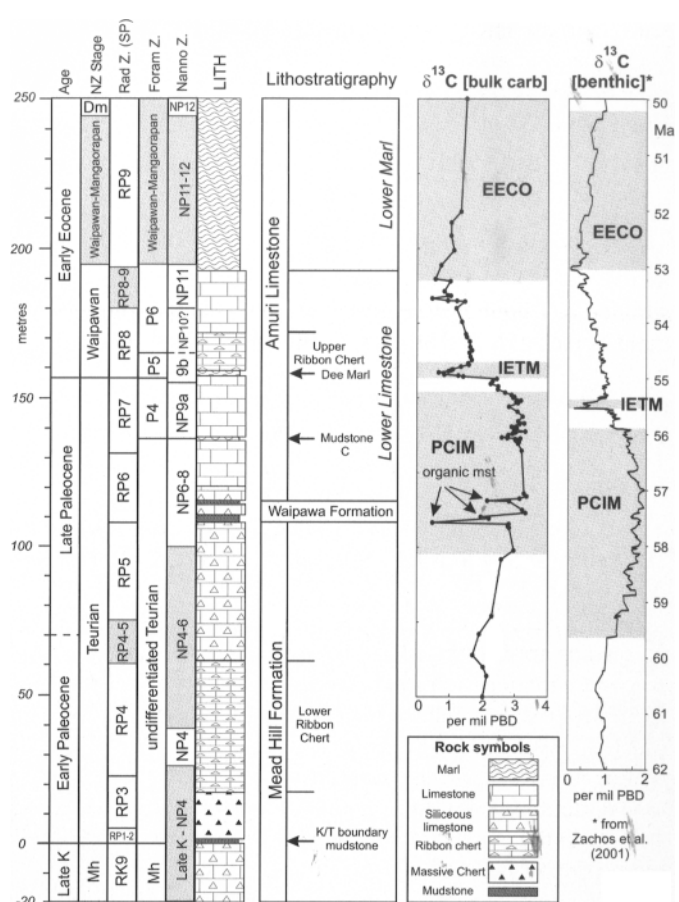 Age
NZ Stage
Rad Z. (SP)
Foram Z.
Nanno Z.
LITH
Lithostratigraphy
δ13C
[bulk carb]
δ13C
[benthic]*
250
200
150
100
50
0
-20
metres
Early Eocene
Late Paleocene
Early Paleocene
Late K
Dm
Waipawan-Mangaorapan
Waipawan
Teurian
Mh
RP9
RP8-9
RP8
RP7
RP6
RP5
RP4-5
RP4
RP3
RP1-2
RK9
Waipawan-Mangaorapan
P6
P5
P4
undifferentiated Teurian
Mh
NP12
NP11-12
NP11
NP10?
9b
NP9a
NP6-8
NP4-6
NP4
Late K - NP4
Amuri Limestone
Lower Marl
Lower Limestone
Upper
Ribbon Chert
Dee Marl
Mudstone
C
Waipawa Formation
Mead Hill Formation
Lower
Ribbon
Chert
K/T boundary
mudstone
EECO
IETM
PCIM
organic mst
0 1 2 3 4
per mil PBD
50
Ma
51
52
53
54
55
56
57
58
59
60
61
62
EECO
IETM
PCIM
0 1 2
per mil PBD
* from
Zachos et al.
(2001)
Rock symbols
Marl
Limestone
Siliceous
limestone
Ribbon chert
Massive Chert
Mudstone